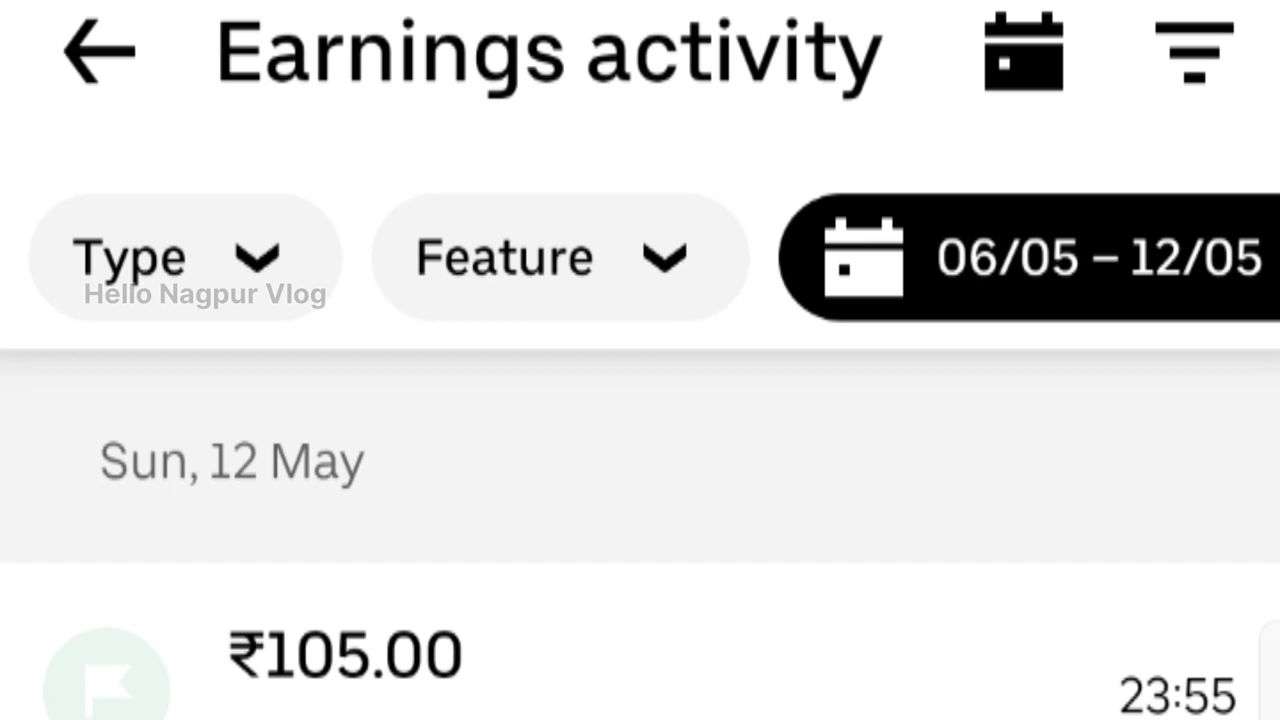 Earnings activity
Type
Feature
06/05 – 12/05
Hello Nagpur Vlog
Sun, 12 May
₹105.00
23:55